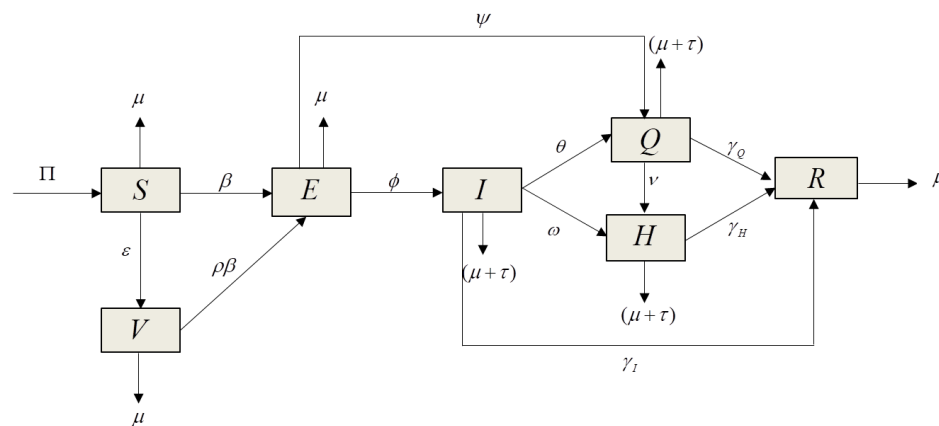 ψ
(μ+τ)
μ
μ
θ
Q
γ_Q
Π
S
β
E
ϕ
I
ν
R
μ
ε
ρβ
ω
H
γ_H
(μ+τ)
(μ+τ)
V
γ_I
μ